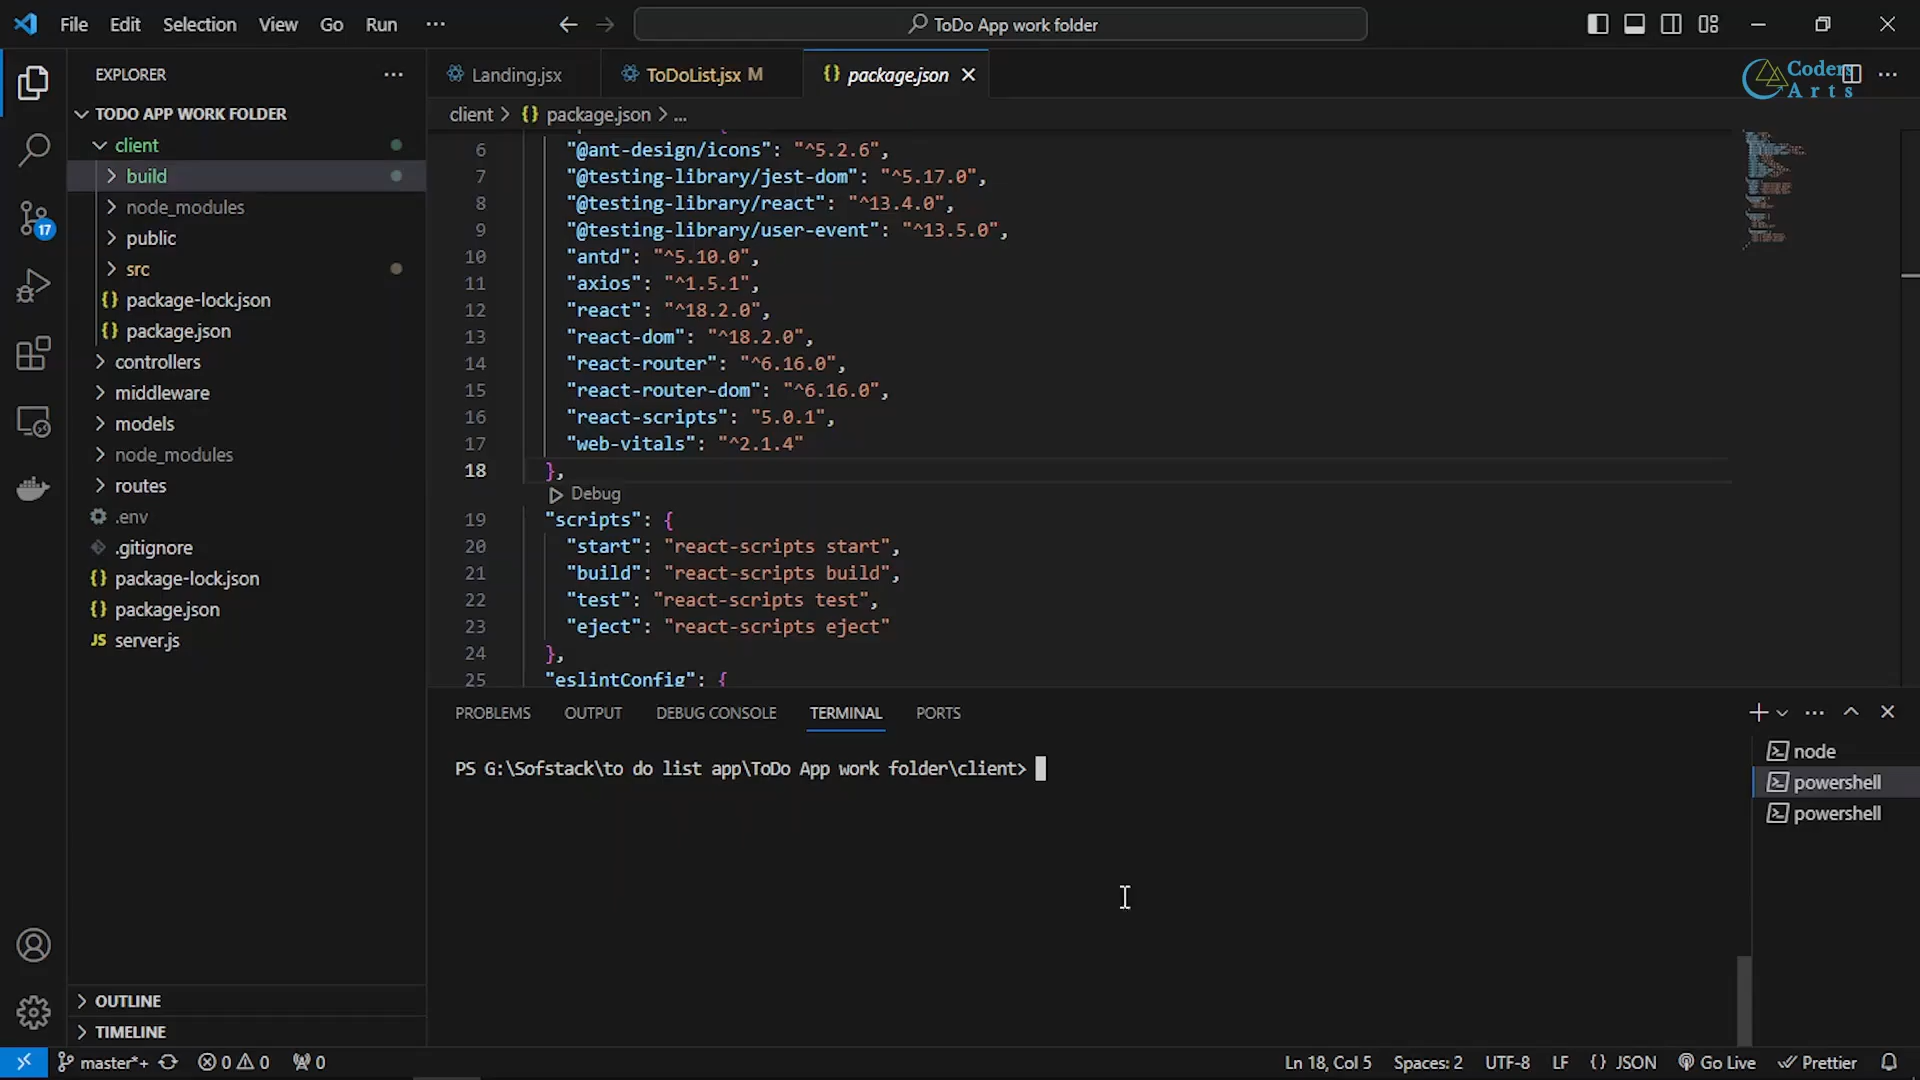 File Edit Selection View Go Run ···
ToDo App work folder
EXPLORER
TODO APP WORK FOLDER
client
build
node_modules
public
src
package-lock.json
package.json
controllers
middleware
models
node_modules
routes
.env
.gitignore
package-lock.json
package.json
JS server.js
OUTLINE
TIMELINE
17
Landing.jsx
ToDoList.jsx M
{} package.json
Coders
Arts
client > {} package.json > ...
6 "@ant-design/icons": "^5.2.6",
7 "@testing-library/jest-dom": "^5.17.0",
8 "@testing-library/react": "^13.4.0",
9 "@testing-library/user-event": "^13.5.0",
10 "antd": "^5.10.0",
11 "axios": "^1.5.1",
12 "react": "^18.2.0",
13 "react-dom": "^18.2.0",
14 "react-router": "^6.16.0",
15 "react-router-dom": "^6.16.0",
16 "react-scripts": "5.0.1",
17 "web-vitals": "^2.1.4"
18 },
Debug
19 "scripts": {
20 "start": "react-scripts start",
21 "build": "react-scripts build",
22 "test": "react-scripts test",
23 "eject": "react-scripts eject"
24 },
25 "eslintConfig": {
PROBLEMS OUTPUT DEBUG CONSOLE TERMINAL PORTS
PS G:\Sofstack\to do list app\ToDo App work folder\client>
node
powershell
powershell
master*+ 0 0 0
Ln 18, Col 5 Spaces: 2 UTF-8 LF {} JSON Go Live Prettier